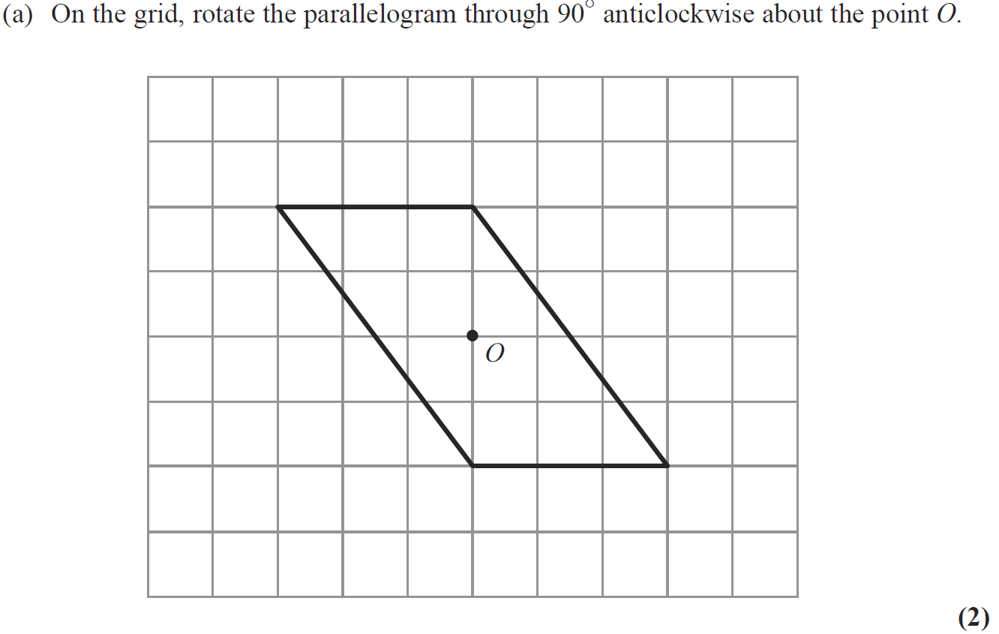 (a) On the grid, rotate the parallelogram through 90° anticlockwise about the point O.
O
(2)